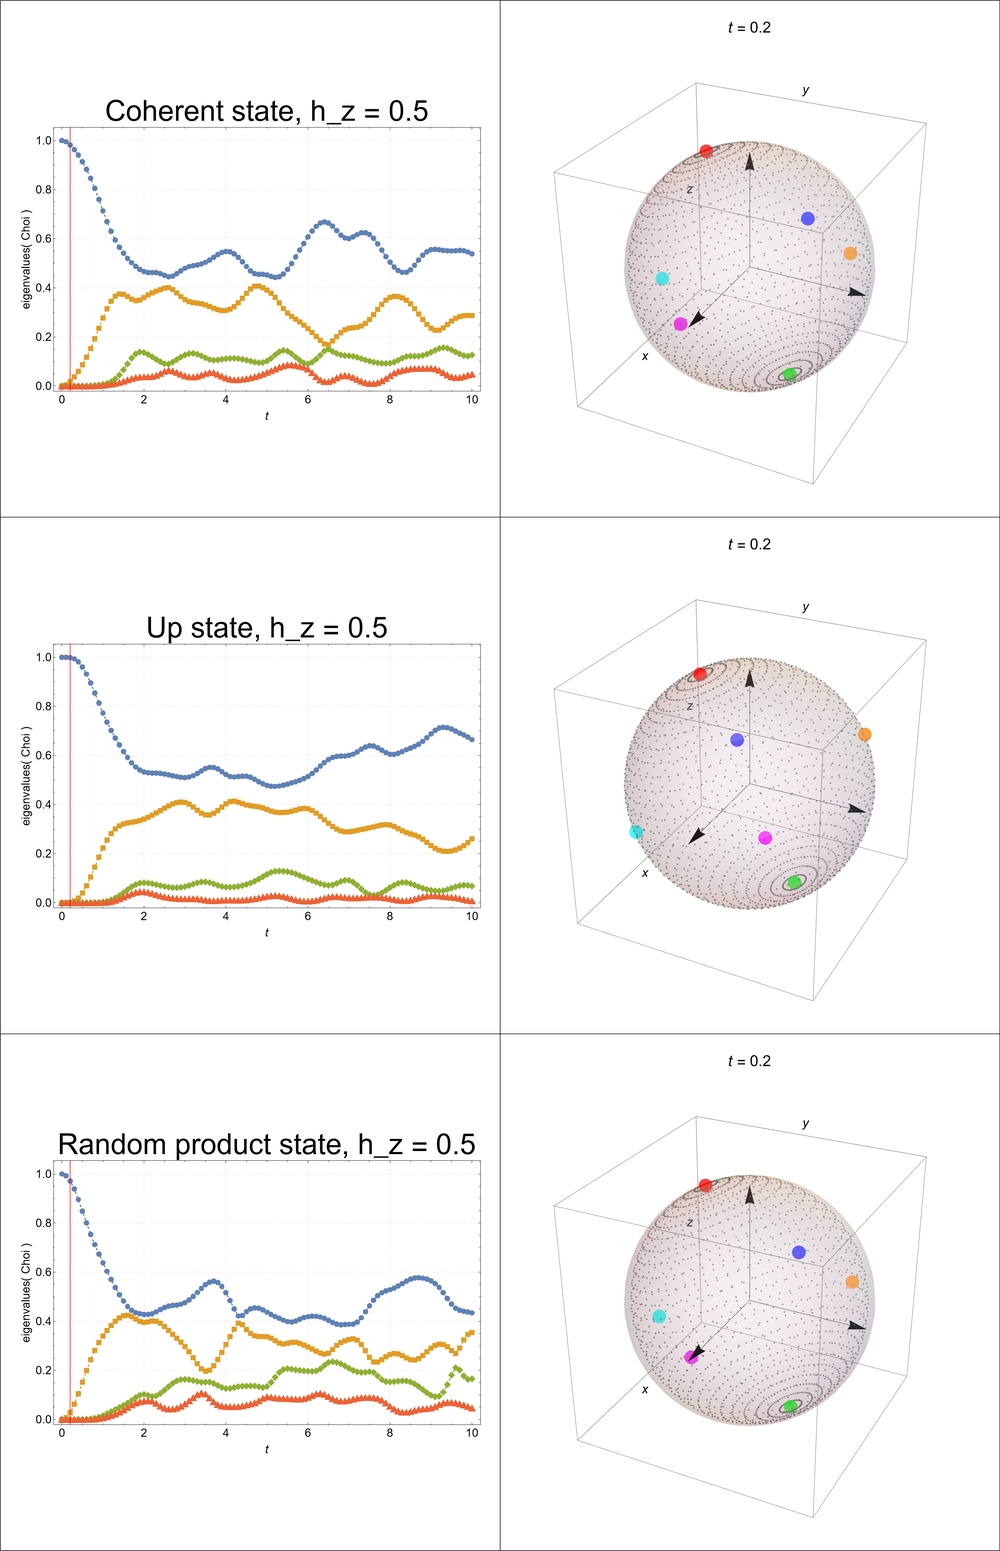 t = 0.2
y
Coherent state, h_z = 0.5
1.0
0.8
0.6
0.4
0.2
0.0
eigenvalues( Choi )
0 2 4 6 8 10
t
z
x
t = 0.2
y
Up state, h_z = 0.5
1.0
0.8
0.6
0.4
0.2
0.0
eigenvalues( Choi )
0 2 4 6 8 10
t
z
x
t = 0.2
y
Random product state, h_z = 0.5
1.0
0.8
0.6
0.4
0.2
0.0
eigenvalues( Choi )
0 2 4 6 8 10
t
z
x